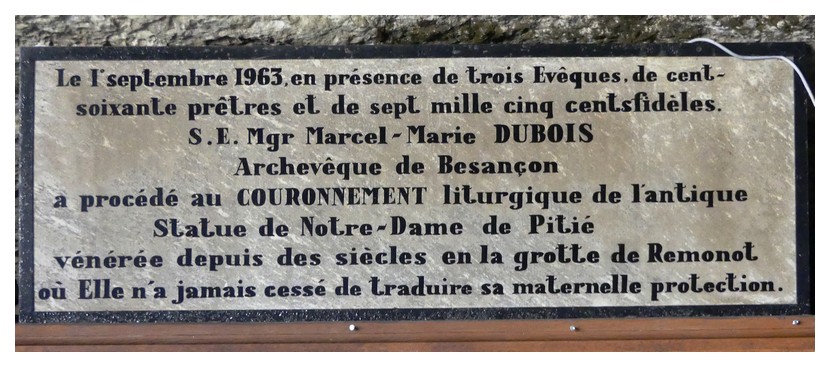 Le 1er septembre 1963, en présence de trois Evêques, de cent-
soixante prêtres et de sept mille cinq centsfidèles.
S.E. Mgr Marcel-Marie DUBOIS
Archevêque de Besançon
a procédé au COURONNEMENT liturgique de l'antique
Statue de Notre-Dame de Pitié
vénérée depuis des siècles en la grotte de Remonot
où Elle n'a jamais cessé de traduire sa maternelle protection.